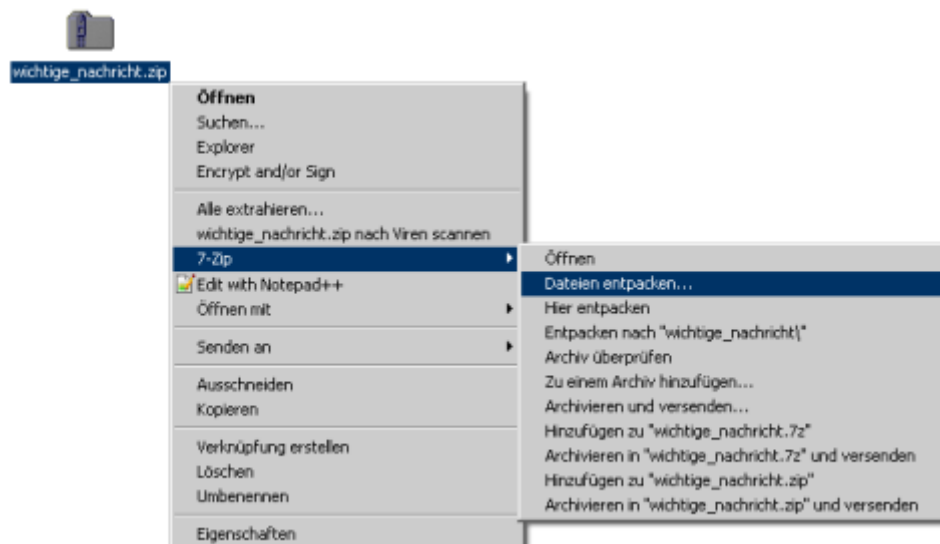 wichtige_nachricht.zip
Öffnen
Suchen...
Explorer
Encrypt and/or Sign
Alle extrahieren...
wichtige_nachricht.zip nach Viren scannen
7-Zip
Edit with Notepad++
Öffnen mit
Senden an
Ausschneiden
Kopieren
Verknüpfung erstellen
Löschen
Umbenennen
Eigenschaften
Öffnen
Dateien entpacken...
Hier entpacken
Entpacken nach "wichtige_nachricht\"
Archiv überprüfen
Zu einem Archiv hinzufügen...
Archivieren und versenden...
Hinzufügen zu "wichtige_nachricht.7z"
Archivieren in "wichtige_nachricht.7z" und versenden
Hinzufügen zu "wichtige_nachricht.zip"
Archivieren in "wichtige_nachricht.zip" und versenden